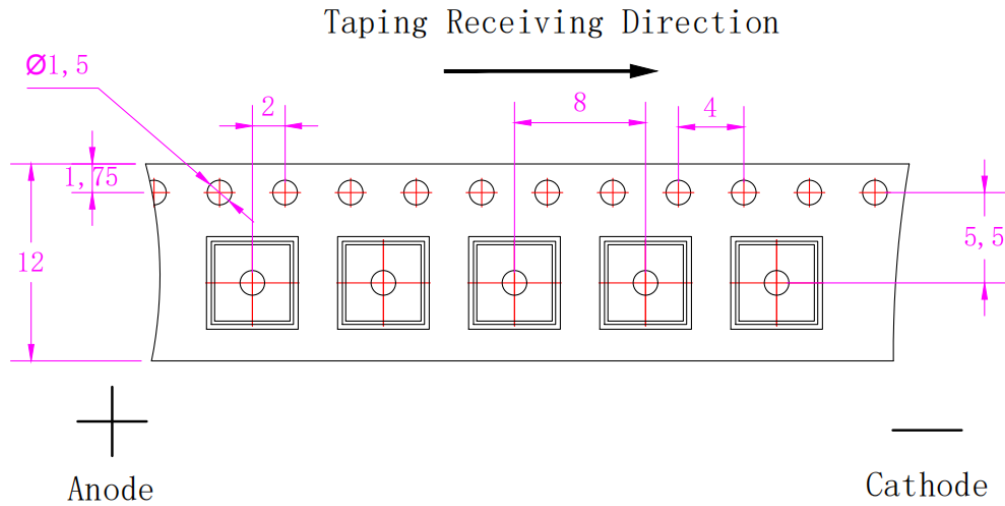 Taping Receiving Direction
Ø1,5
2
8
4
1,75
12
5,5
Anode
Cathode